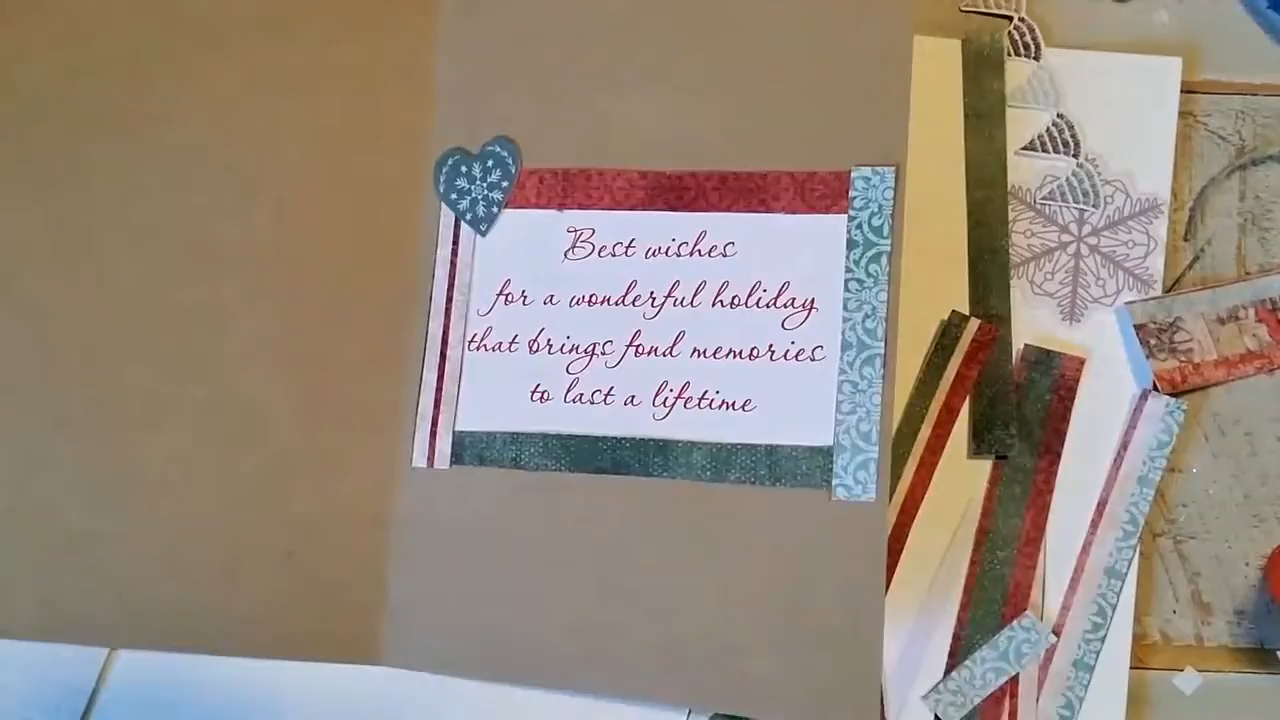 Best wishes
for a wonderful holiday
that brings fond memories
to last a lifetime